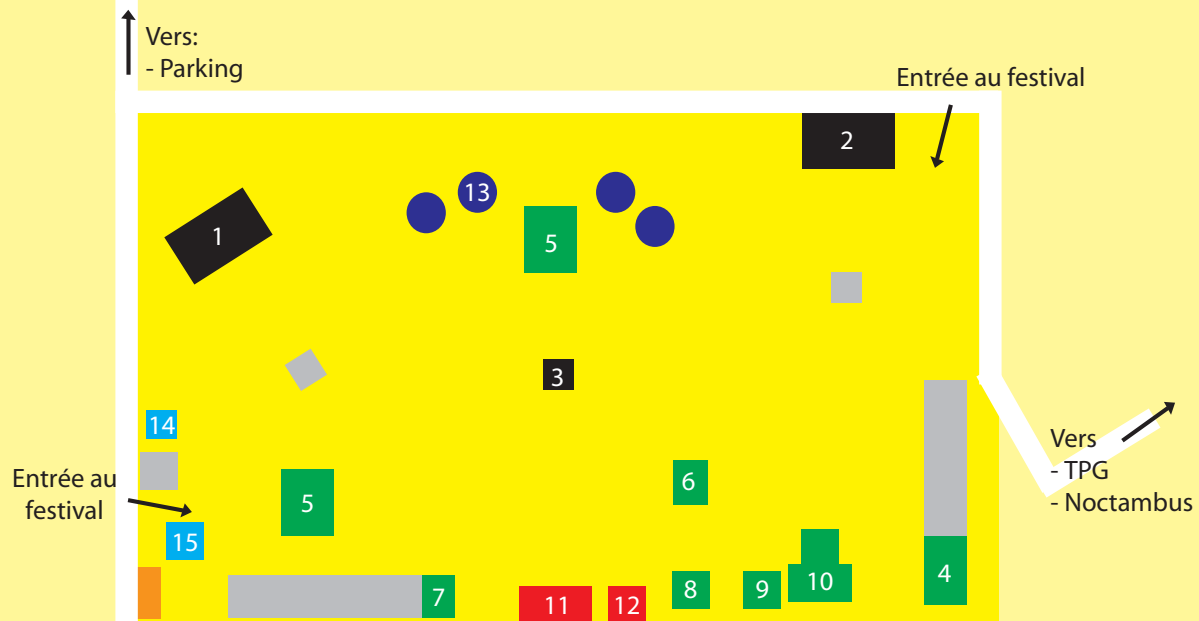 Vers:
- Parking
Entrée au festival
2
13
1
5
3
14
Entrée au
festival
5
6
Vers
- TPG
- Noctambus
15
4
10
9
8
7
11
12